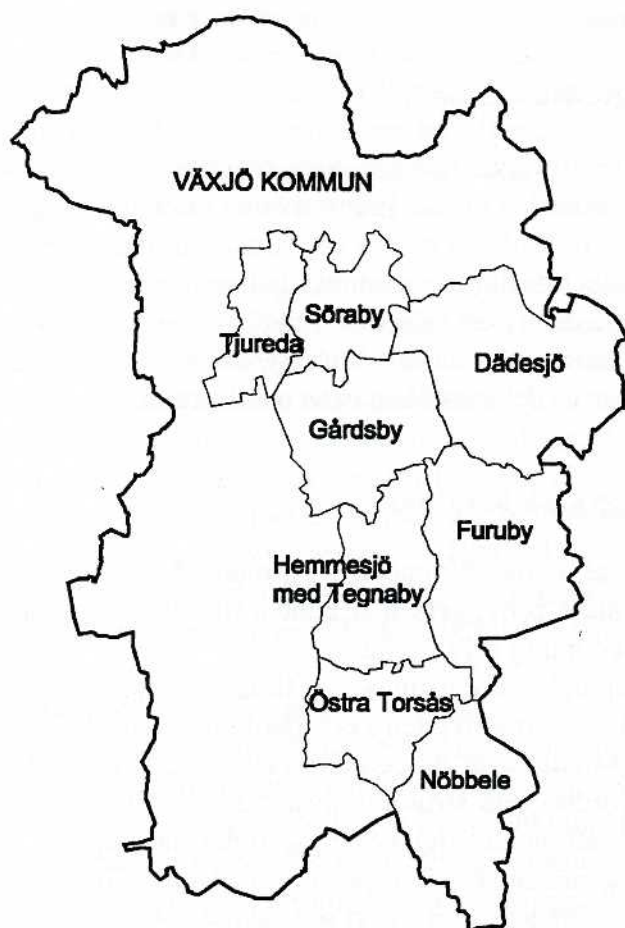 VÄXJÖ KOMMUN
Söraby
Tjureda
Dädesjö
Gårdsby
Furuby
Hemmesjö
med Tegnaby
Östra Torsås
Nöbbele